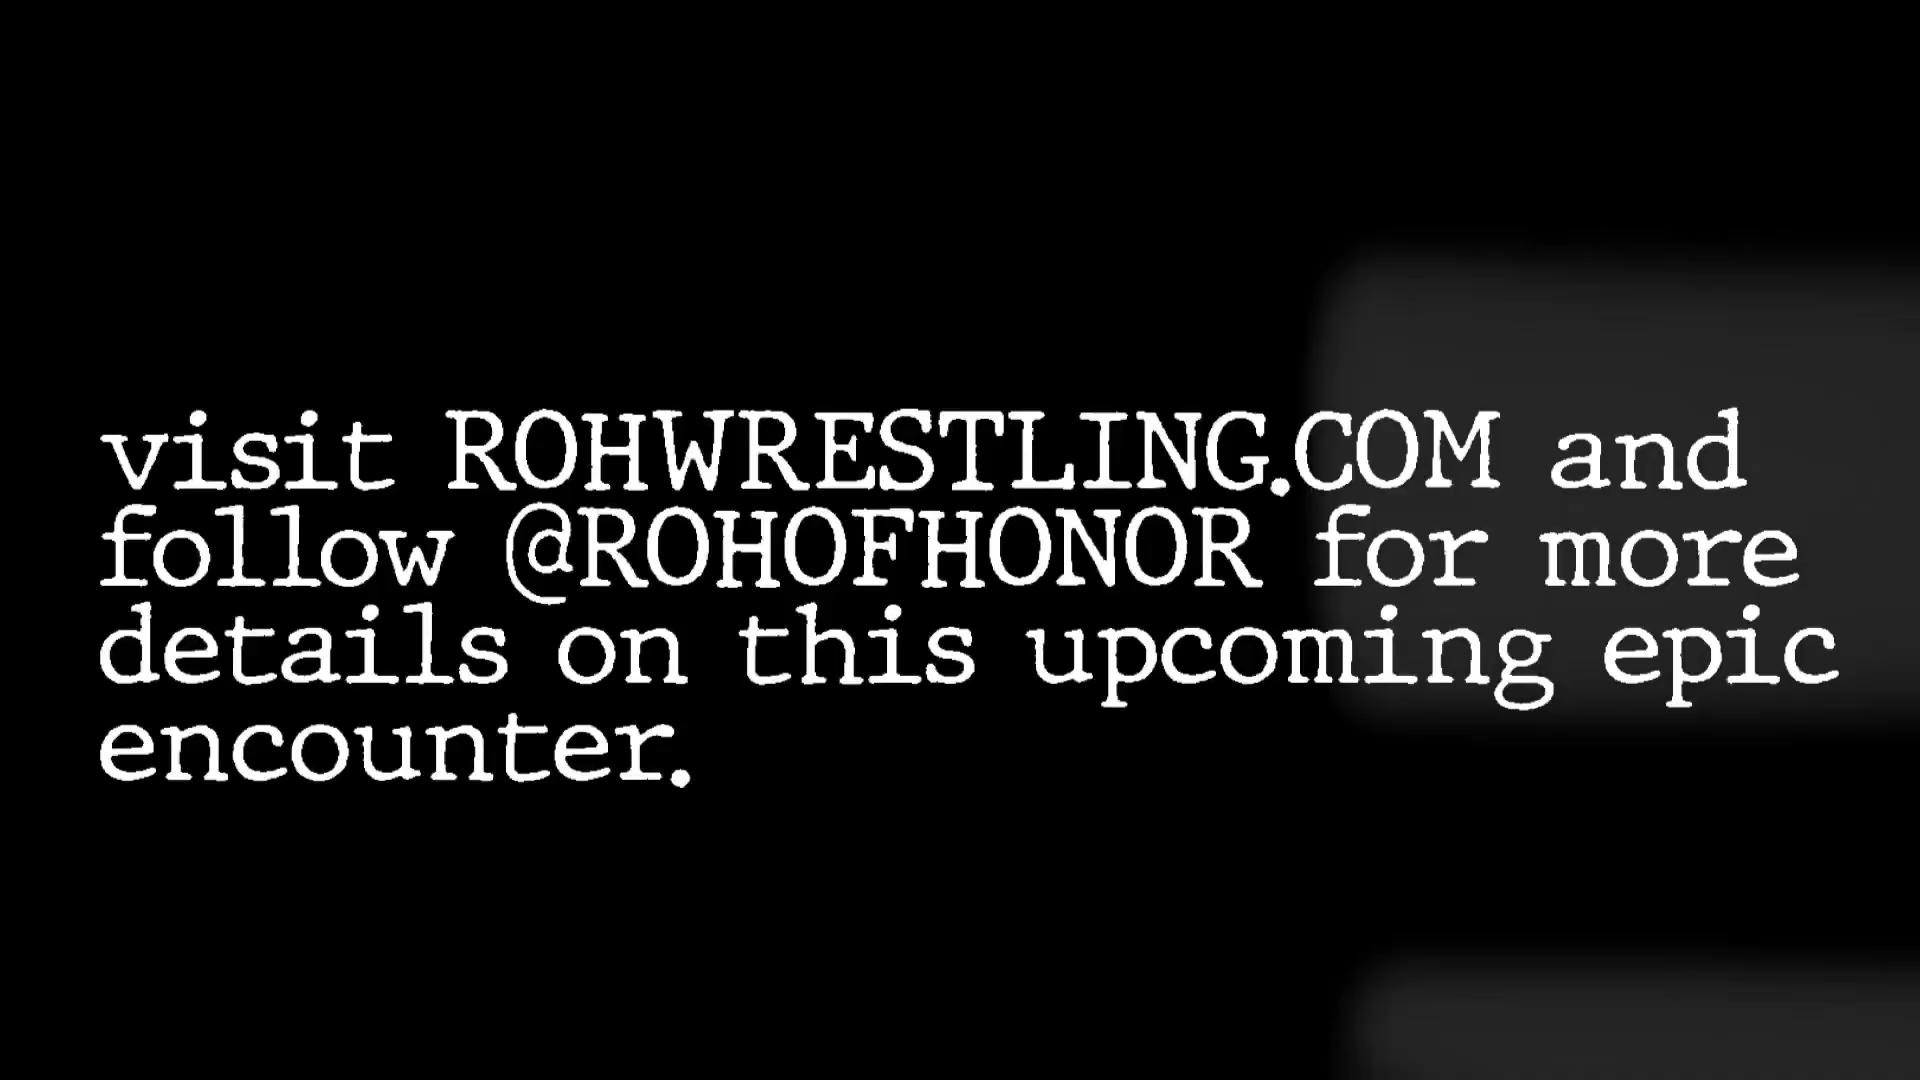 visit ROHWRESTLING.COM and
follow @ROHOFHONOR for more
details on this upcoming epic
encounter.